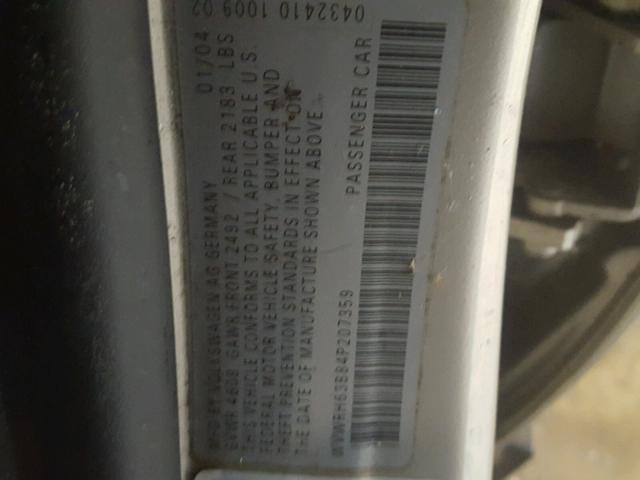 MFD BY VOLKSWAGEN AG GERMANY 01/04
GVWR 4608 GAWR FRONT 2492 / REAR 2183 LBS
THIS VEHICLE CONFORMS TO ALL APPLICABLE U.S.
FEDERAL MOTOR VEHICLE SAFETY, BUMPER AND
THEFT PREVENTION STANDARDS IN EFFECT ON
THE DATE OF MANUFACTURE SHOWN ABOVE.
WVWRH63B84P207359 PASSENGER CAR
0432410 1009 02